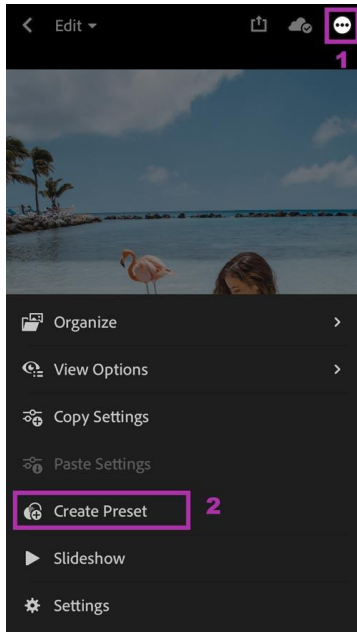 Edit
1
Organize
View Options
Copy Settings
Paste Settings
Create Preset
2
Slideshow
Settings